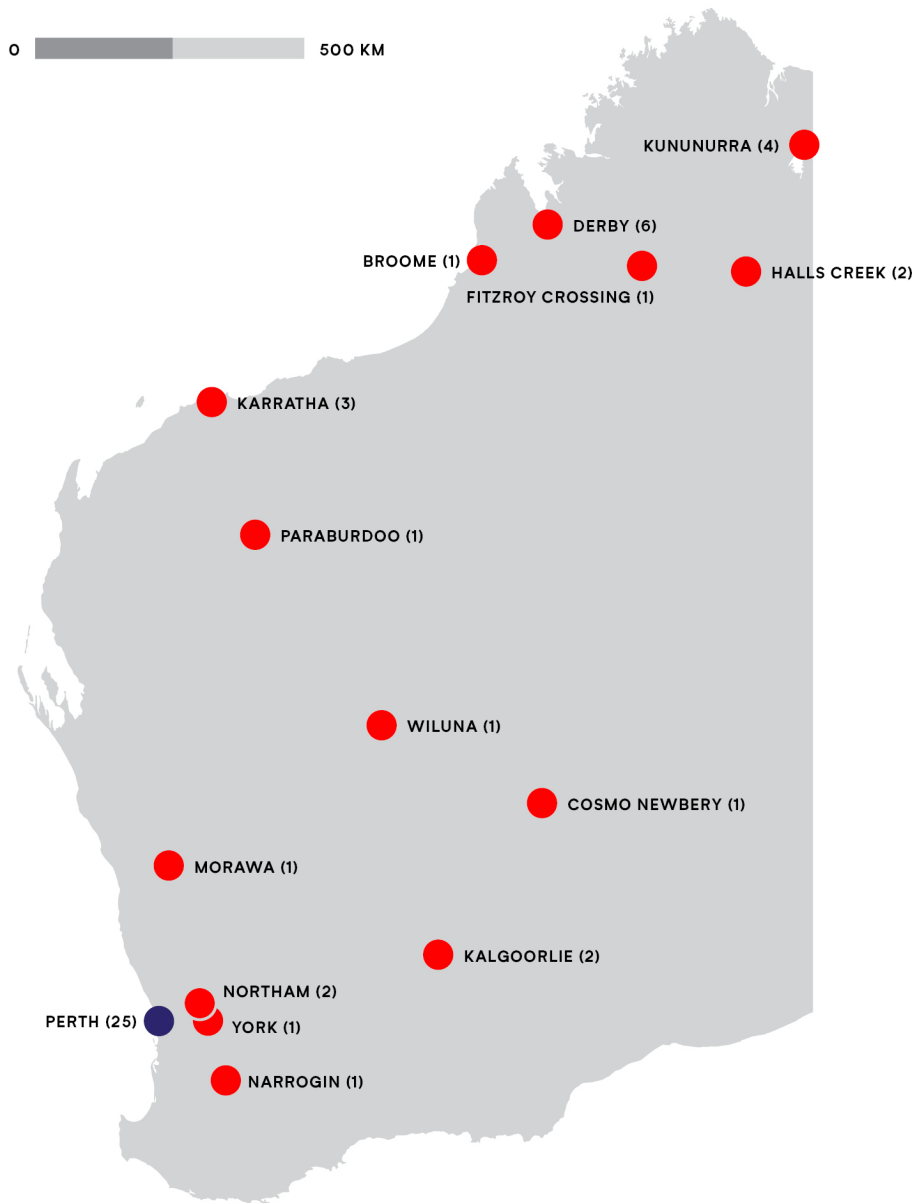 0 500 KM
KUNUNURRA (4)
DERBY (6)
BROOME (1)
HALLS CREEK (2)
FITZROY CROSSING (1)
KARRATHA (3)
PARABURDOO (1)
WILUNA (1)
COSMO NEWBERY (1)
MORAWA (1)
KALGOORLIE (2)
NORTHAM (2)
PERTH (25)
YORK (1)
NARROGIN (1)